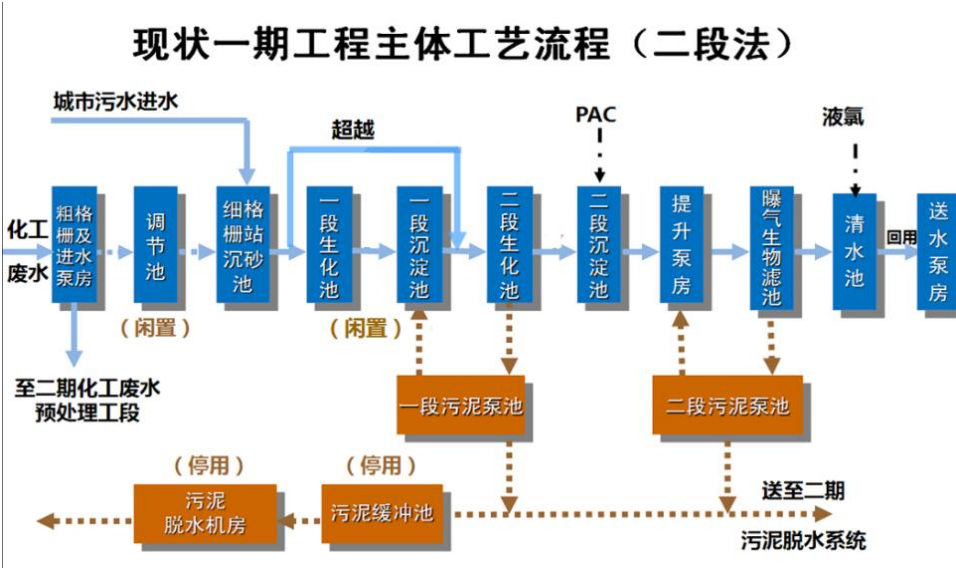 现状一期工程主体工艺流程（二段法）
城市污水进水
超越
PAC
液氯
化工
废水
粗格
栅及
进水
泵房
调节池
细格
栅站
沉砂
池
一段生化池
一段沉淀池
二段生化池
二段沉淀池
提升泵房
曝气生物滤池
清水池
回用
送水泵房
（闲置）
（闲置）
至二期化工废水
预处理工段
一段污泥泵池
二段污泥泵池
（停用）
（停用）
污泥
脱水机房
污泥缓冲池
送至二期
污泥脱水系统